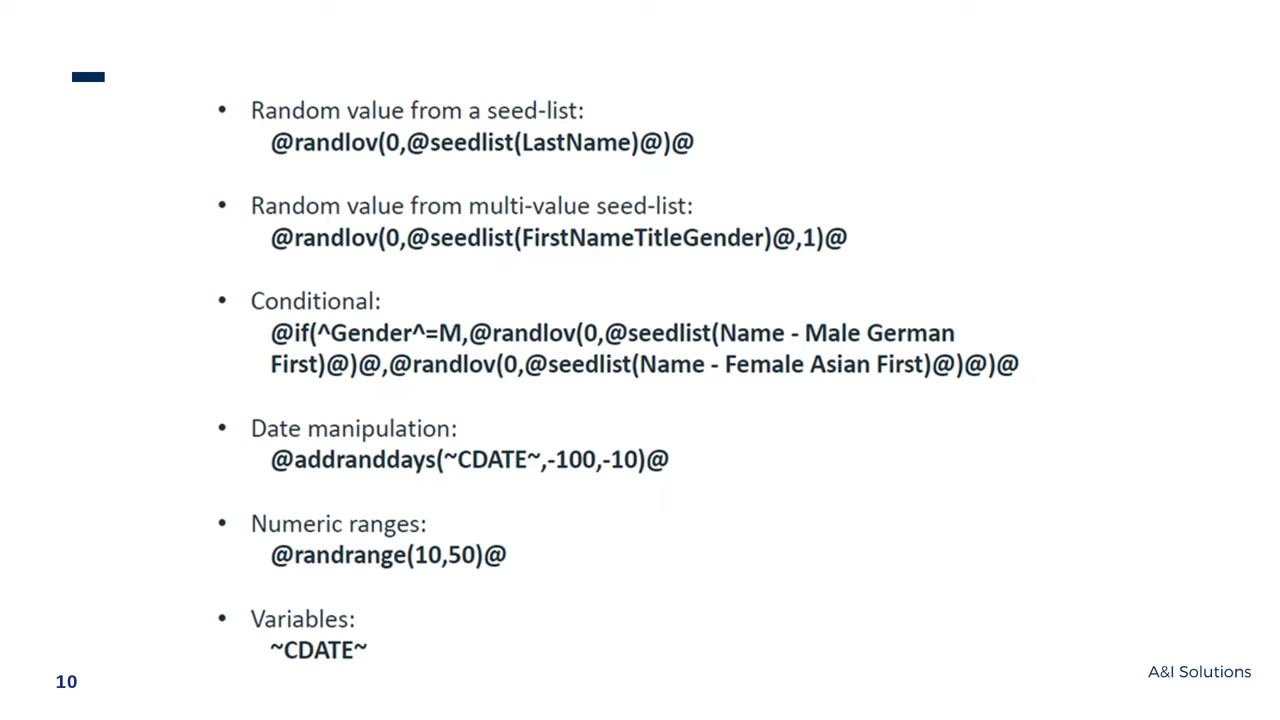 • Random value from a seed-list:
@randlov(0,@seedlist(LastName)@)@
• Random value from multi-value seed-list:
@randlov(0,@seedlist(FirstNameTitleGender)@,1)@
• Conditional:
@if(^Gender^=M,@randlov(0,@seedlist(Name - Male German
First)@)@,@randlov(0,@seedlist(Name - Female Asian First)@)@)@
• Date manipulation:
@addranddays(~CDATE~,-100,-10)@
• Numeric ranges:
@randrange(10,50)@
• Variables:
~CDATE~
10
A&I Solutions